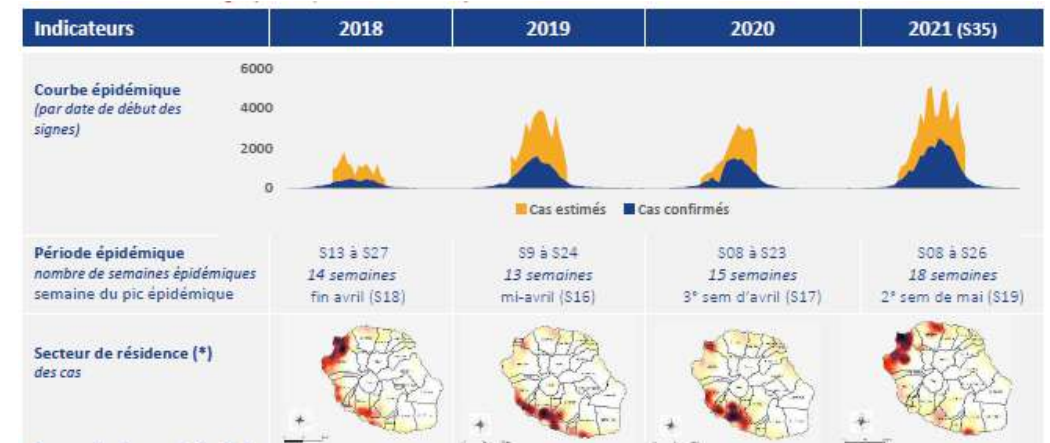 Indicateurs 2018 2019 2020 2021 (S35)
6000
Courbe épidémique
(par date de début des
4000
signes)
2000
0
Cas estimés Cas confirmés
Période épidémique S13 à S27 S9 à S24 S08 à S23 S08 à S26
nombre de semaines épidémiques 14 semaines 13 semaines 15 semaines 18 semaines
semaine du pic épidémique fin avril (S18) mi-avril (S16) 3° sem d'avril (S17) 2° sem de mai (S19)
Secteur de résidence (*)
des cas